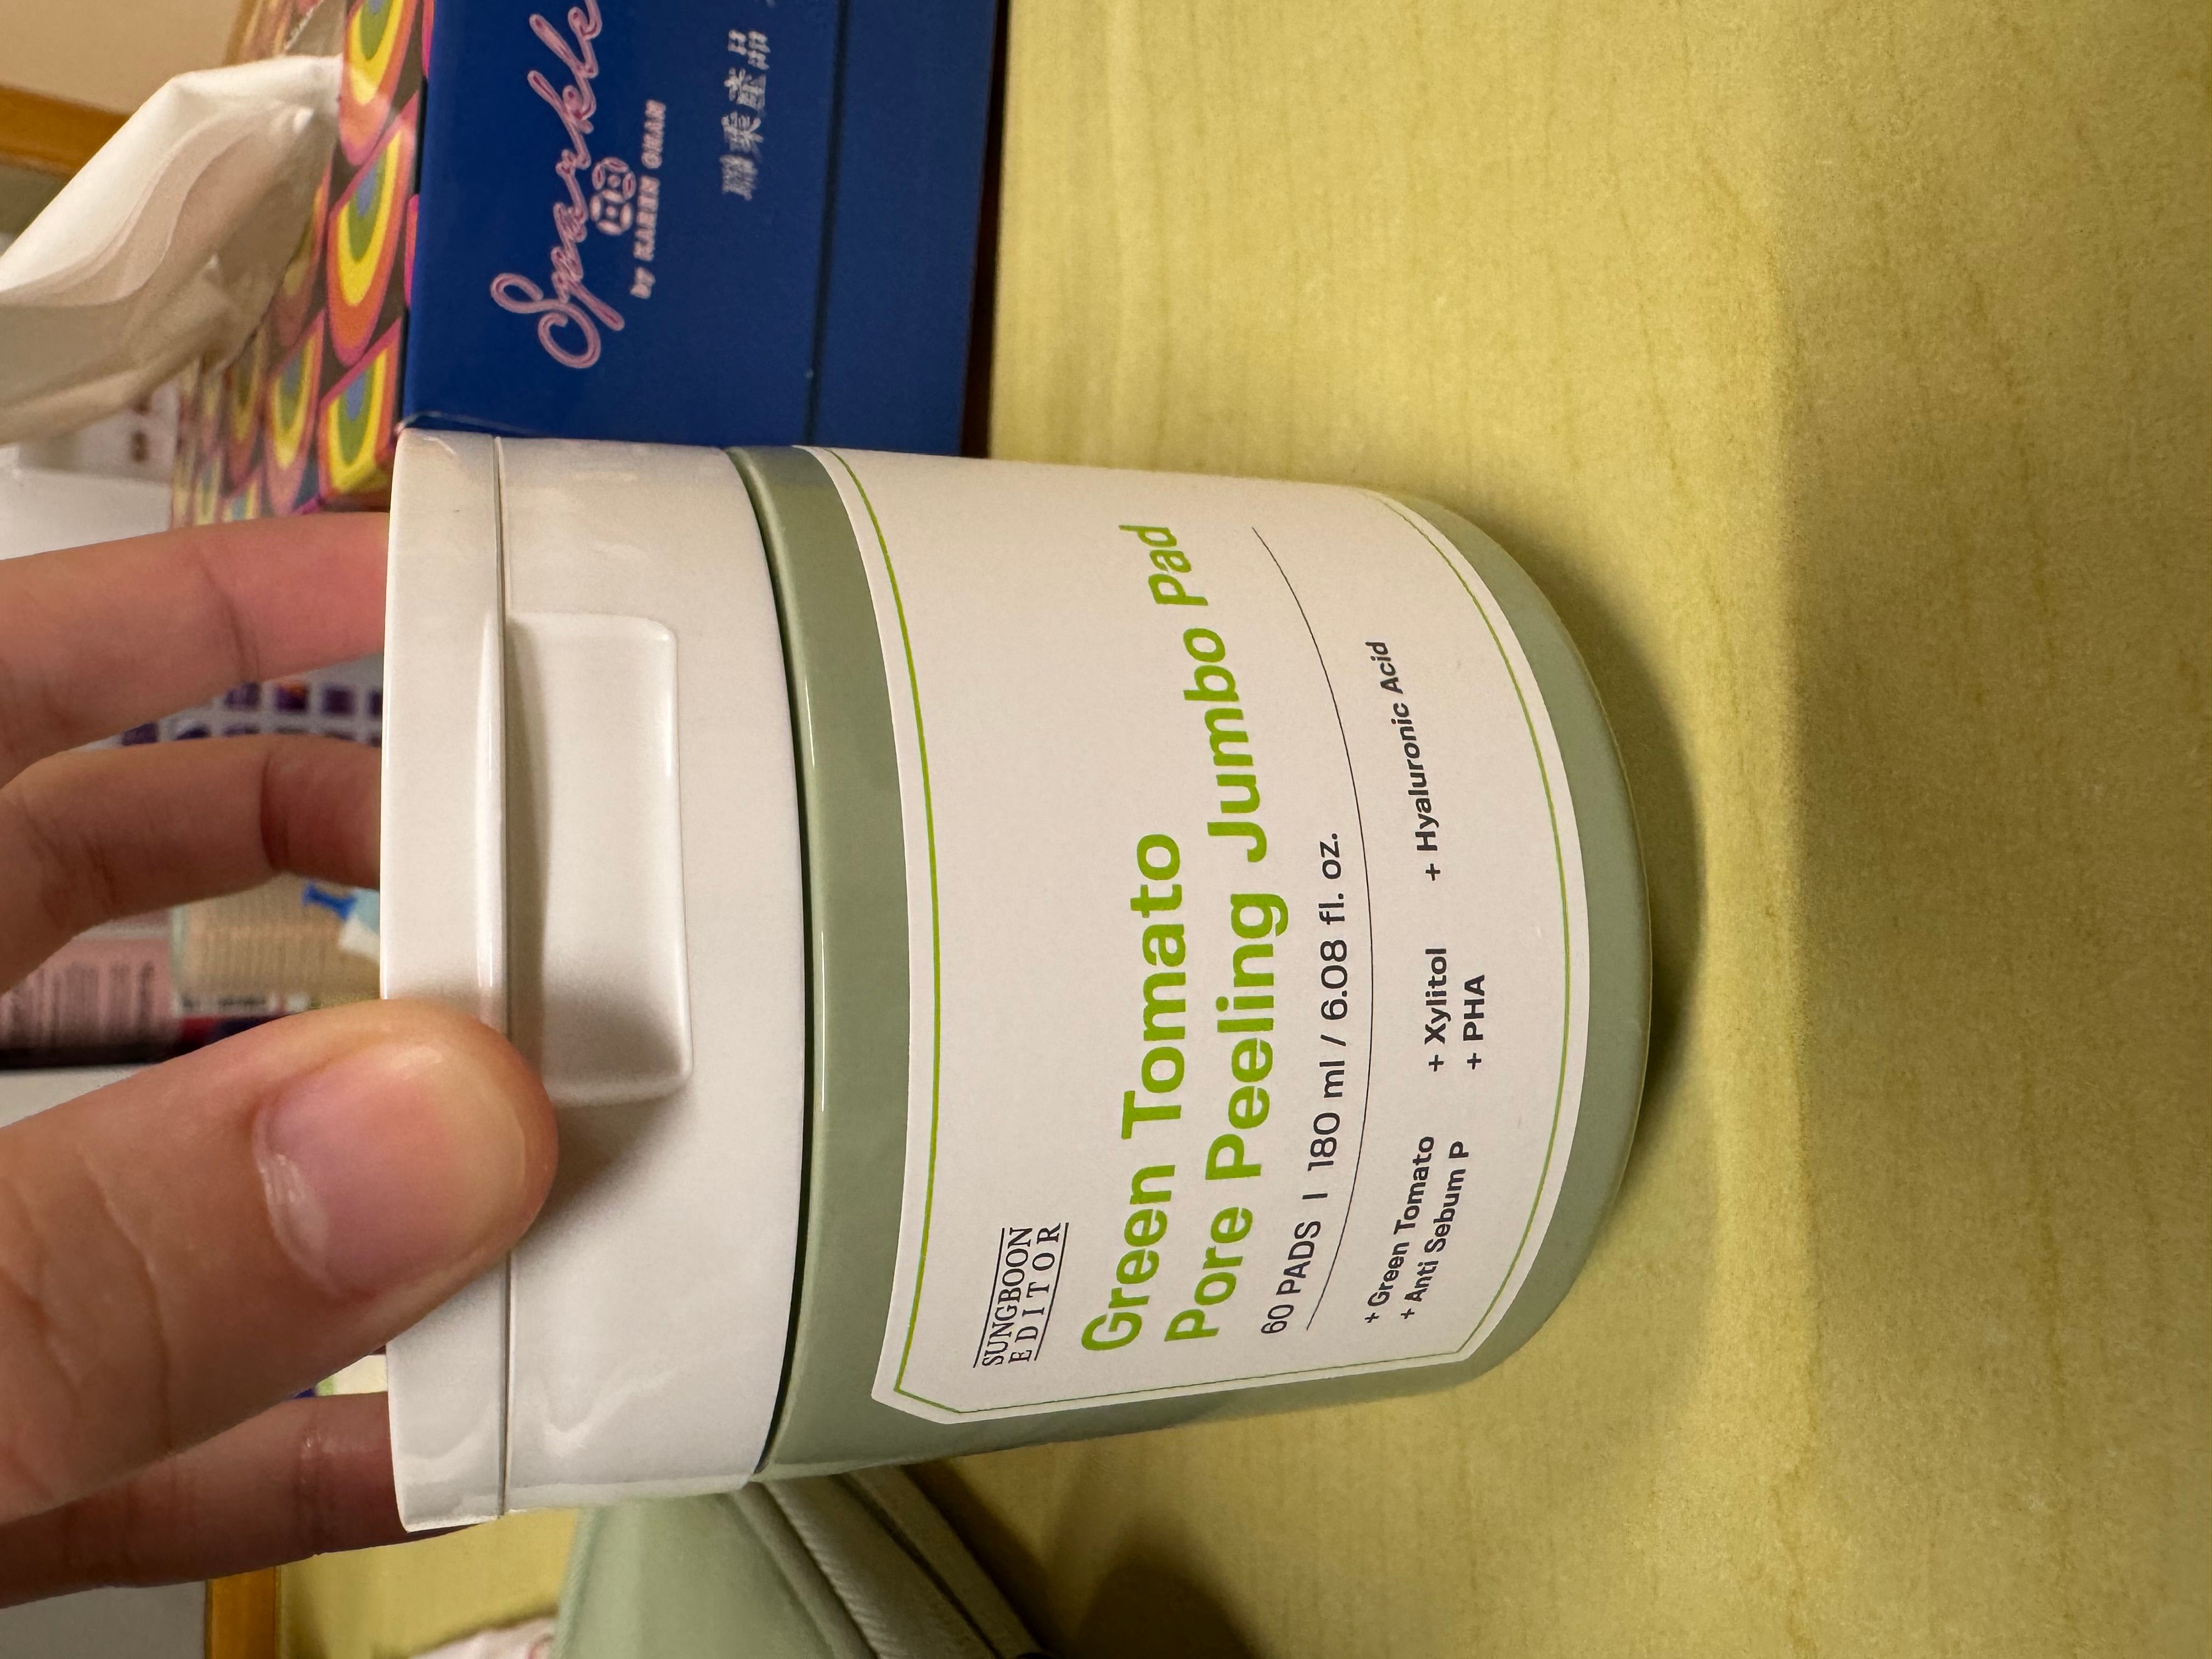 SUNGBOON
EDITOR
Green Tomato
Pore Peeling Jumbo Pad
60 PADS | 180 ml / 6.08 fl. oz.
+ Green Tomato + Xylitol + Hyaluronic Acid
+ Anti Sebum P + PHA
Sparkle
by KAREN CHAN